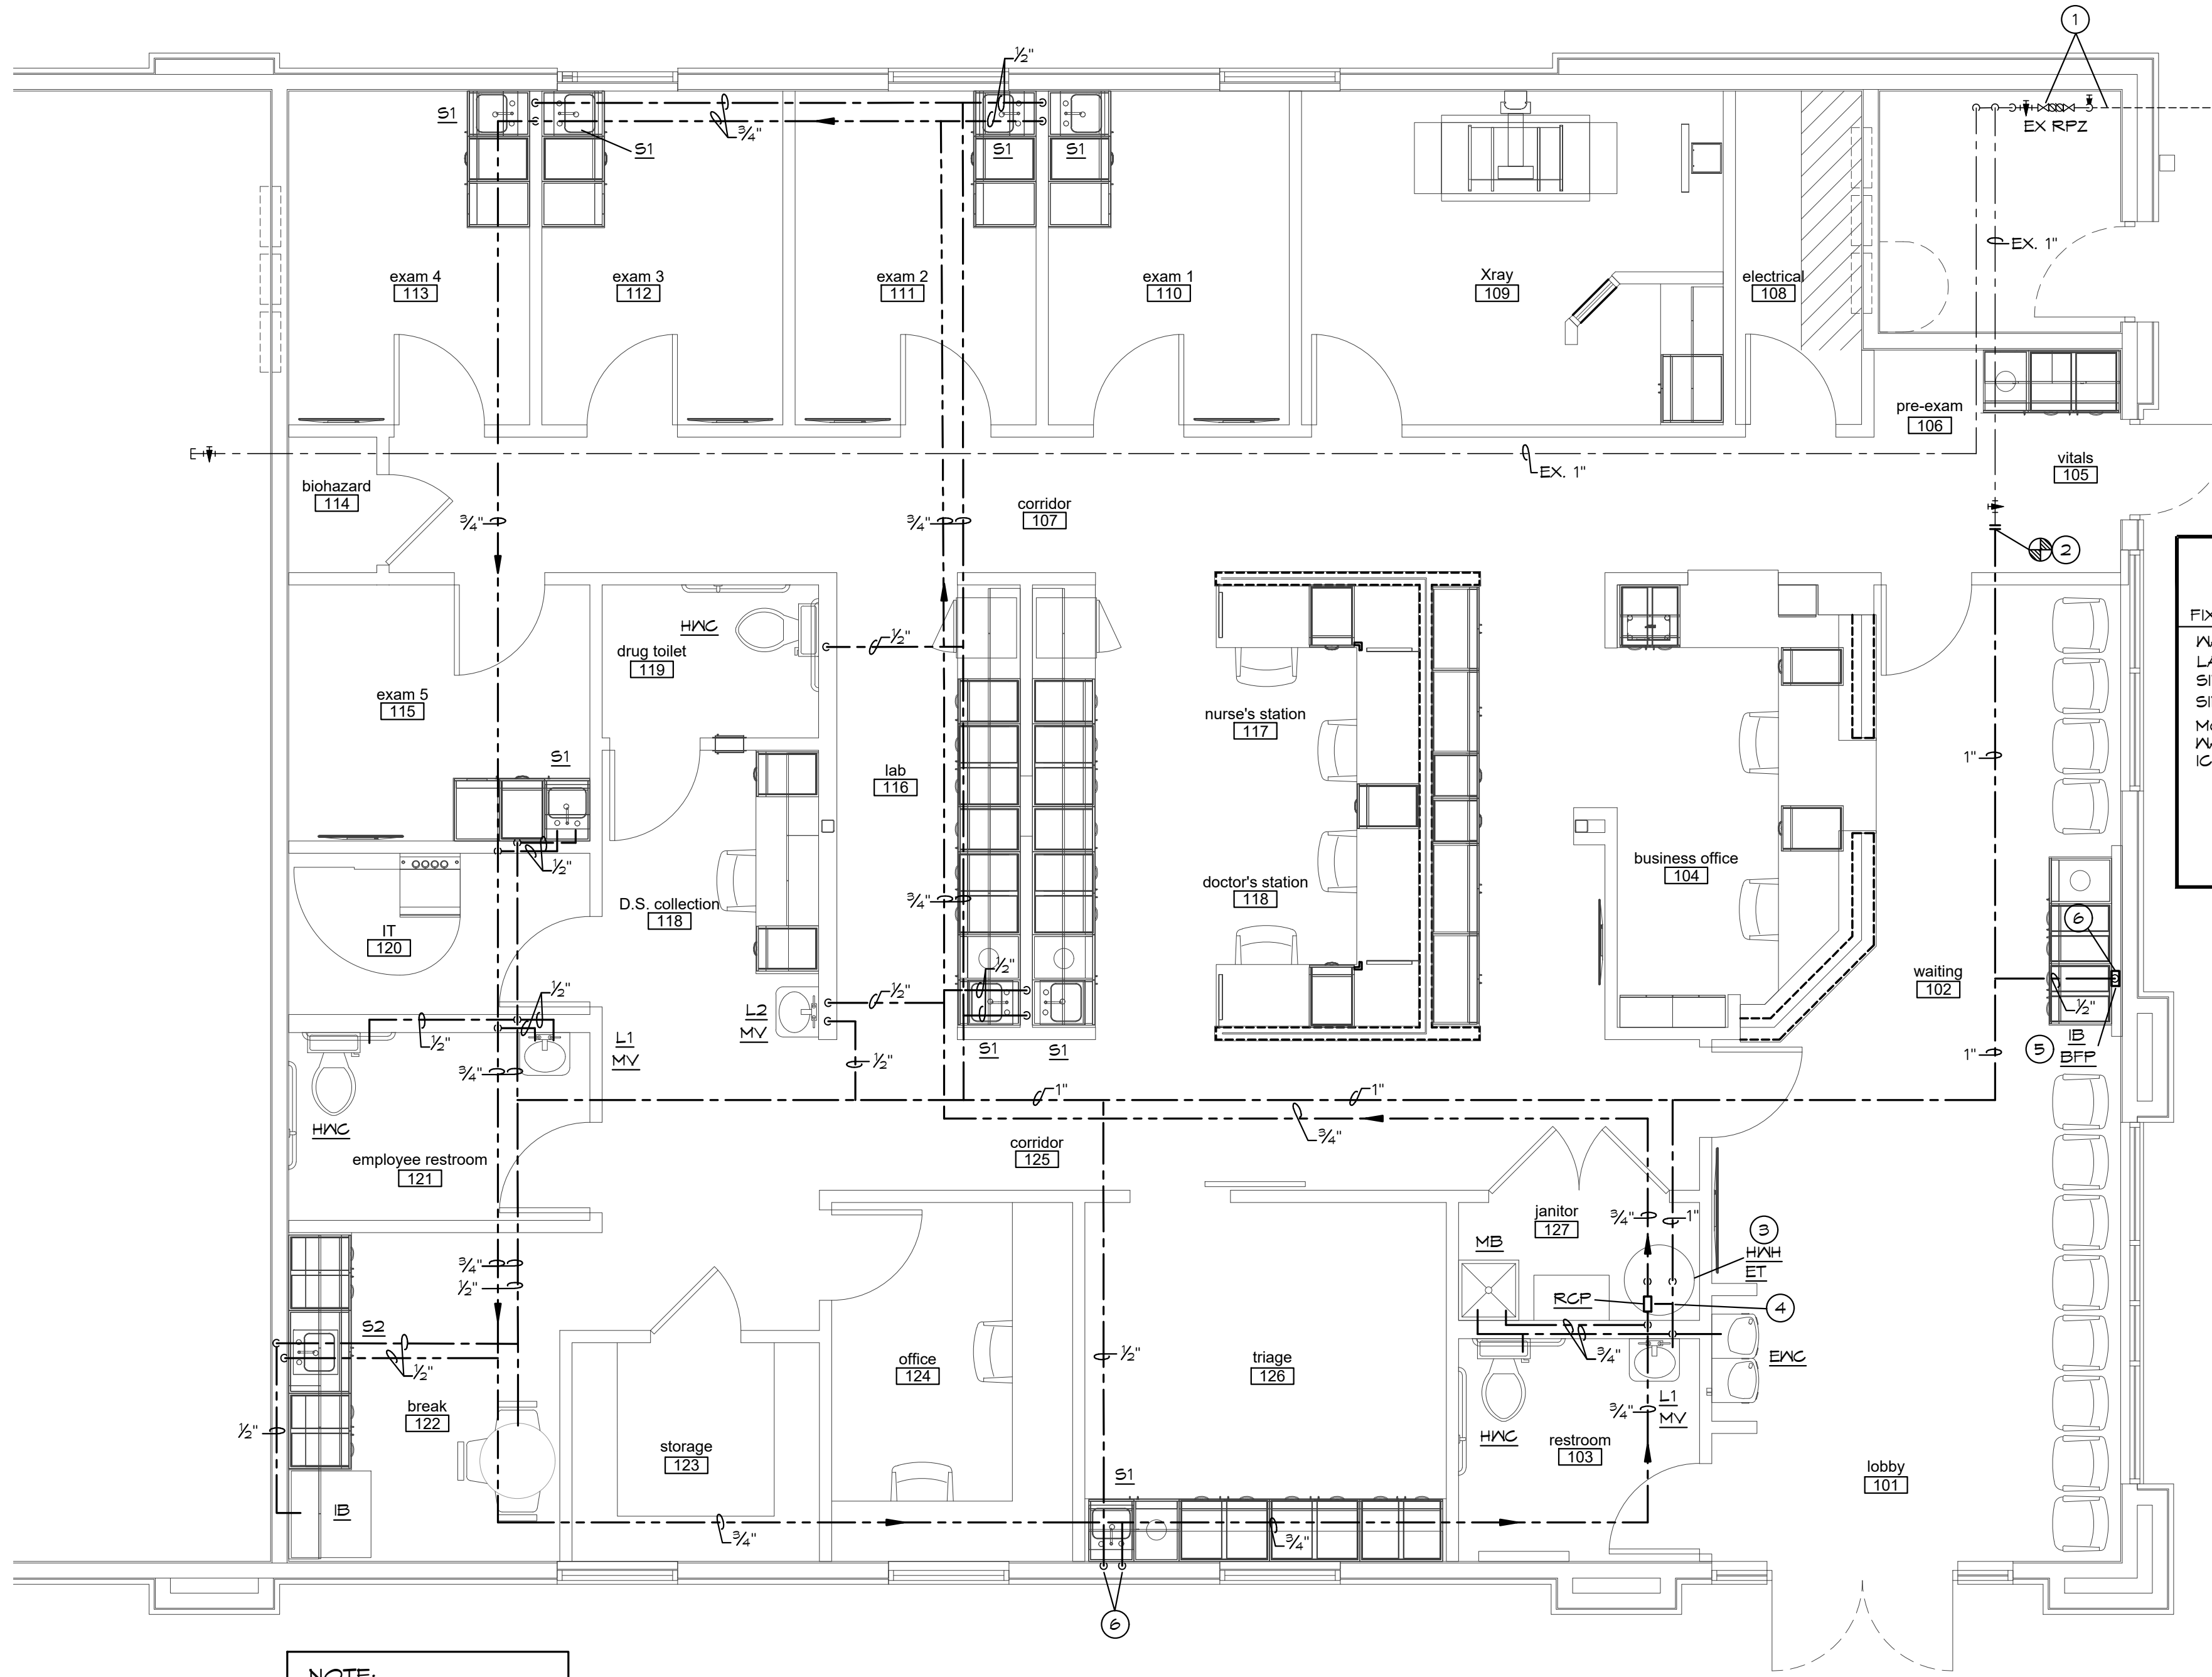 1
½"
S1
¾"
S1
S1
S1
EX RPZ
EX. 1"
exam 4
113
exam 3
112
exam 2
111
exam 1
110
Xray
109
electrical
108
pre-exam
106
E
EX. 1"
vitals
105
biohazard
114
¾"
¾"
corridor
107
2
FIX
HWC
½"
drug toilet
119
exam 5
115
S1
nurse's station
117
1"
lab
116
½"
¾"
doctor's station
118
business office
104
D.S. collection
118
IT
120
6
½"
½"
½"
waiting
102
½"
L2
MV
L1
MV
½"
S1
S1
½"
1"
5
IB
BFP
¾"
HWC
1"
1"
¾"
corridor
125
employee restroom
121
janitor
127
¾"
1"
3
HWH
ET
MB
¾"
½"
RCP
4
S2
½"
½"
office
124
triage
126
¾"
EWC
break
122
½"
storage
123
HWC
¾"
L1
MV
restroom
103
lobby
101
S1
IB
¾"
¾"
6
NOTE: